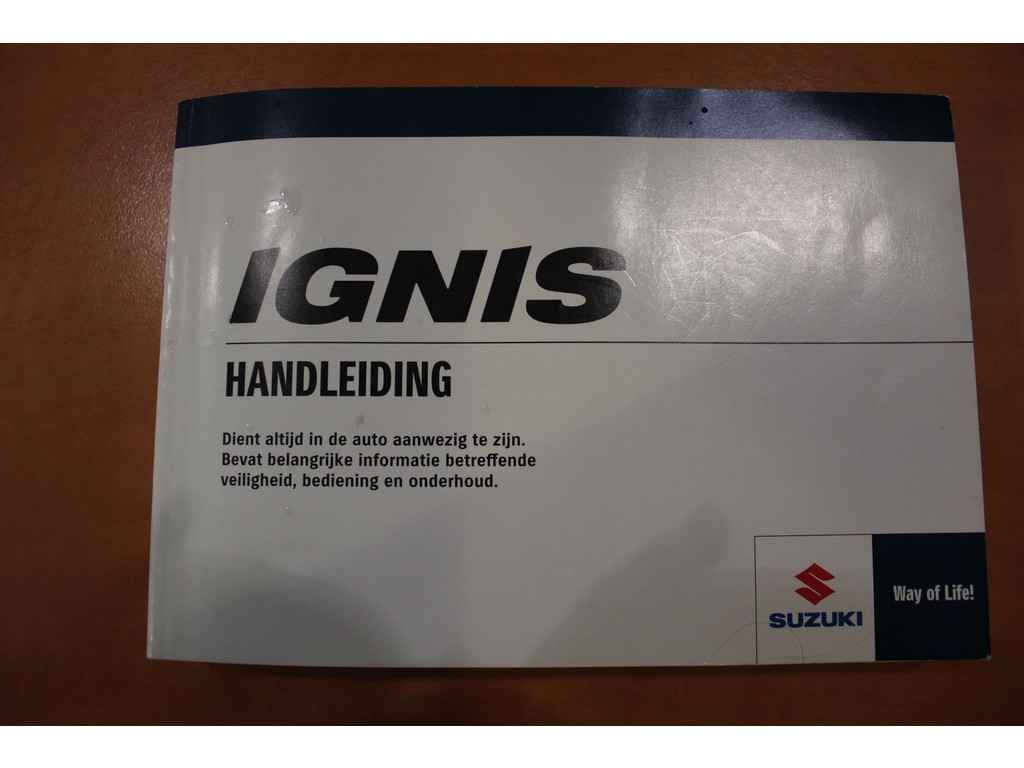 IGNIS
HANDLEIDING
Dient altijd in de auto aanwezig te zijn.
Bevat belangrijke informatie betreffende
veiligheid, bediening en onderhoud.
SUZUKI
Way of Life!